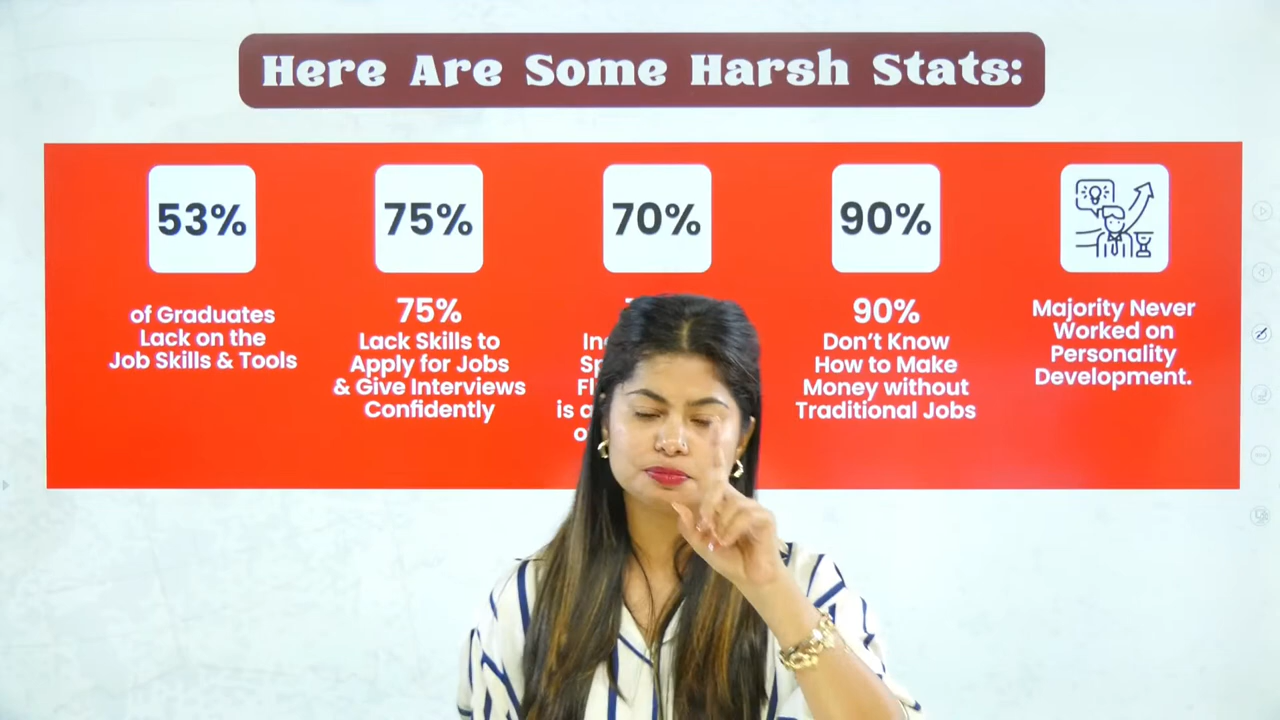 Here Are Some Harsh Stats:
53%
of Graduates
Lack on the
Job Skills & Tools
75%
75%
Lack Skills to
Apply for Jobs
& Give Interviews
Confidently
70%
90%
90%
Don't Know
How to Make
Money without
Traditional Jobs
Majority Never
Worked on
Personality
Development.